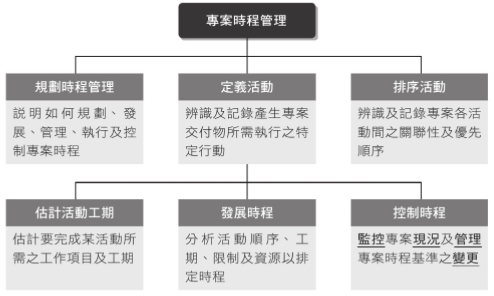 專案時程管理
規劃時程管理
說明如何規劃、發
展、管理、執行及控
制專案時程
定義活動
辨識及記錄產生專案
交付物所需執行之特
定行動
排序活動
辨識及記錄專案各活
動間之關聯性及優先
順序
估計活動工期
估計要完成某活動所
需之工作項目及工期
發展時程
分析活動順序、工
期、限制及資源以排
定時程
控制時程
監控專案現況及管理
專案時程基準之變更